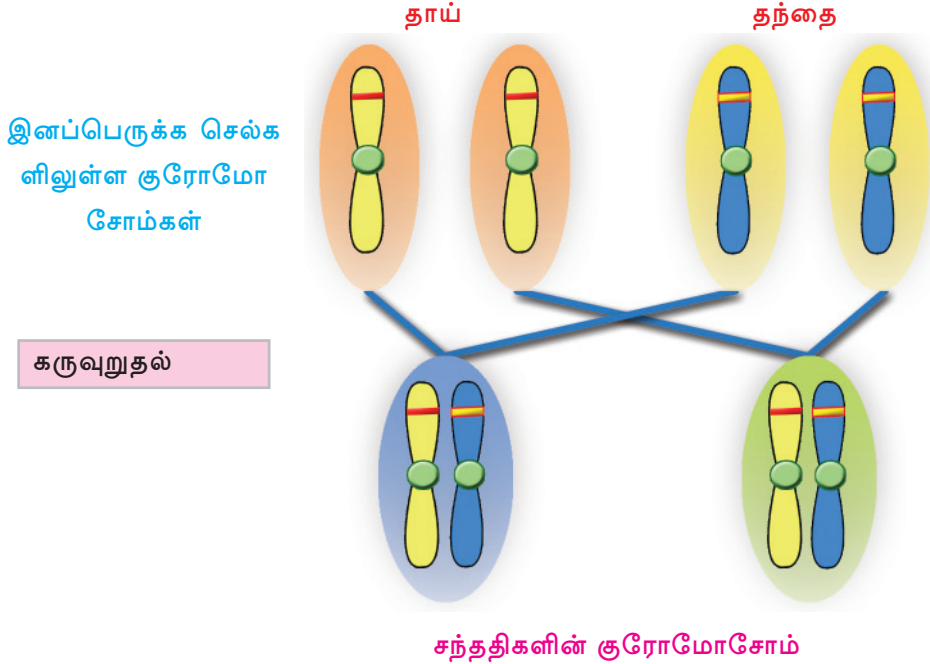 தாய்
தந்தை
இனப்பெருக்க செல்க
ளிலுள்ள குரோமோ
சோம்கள்
கருவுறுதல்
சந்ததிகளின் குரோமோசோம்